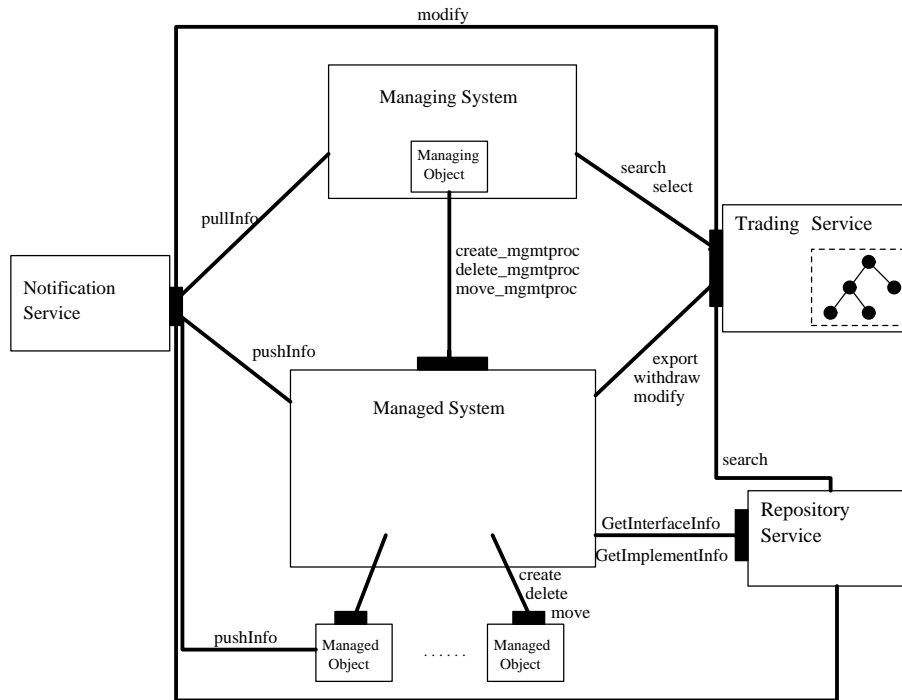 modify
Managing System
Managing
Object
search
select
pullInfo
Trading Service
create_mgmtproc
delete_mgmtproc
move_mgmtproc
Notification
Service
pushInfo
export
withdraw
modify
Managed System
search
Repository
Service
GetInterfaceInfo
GetImplementInfo
create
delete
move
pushInfo
Managed
Object
. . . . . .
Managed
Object